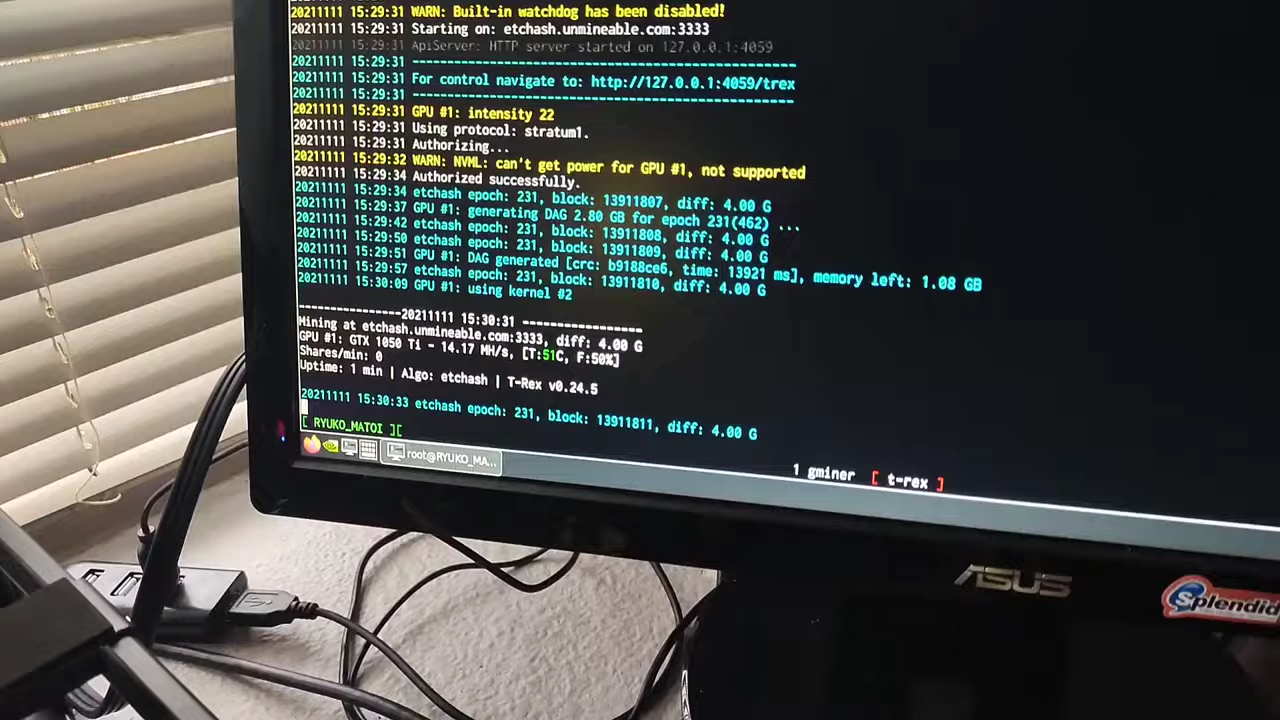 20211111 15:29:31 WARN: Built-in watchdog has been disabled!
20211111 15:29:31 Starting on: etchash.unmineable.com:3333
20211111 15:29:31 ApiServer: HTTP server started on 127.0.0.1:4059
20211111 15:29:31 ------------------------------------------------------
20211111 15:29:31 For control navigate to: http://127.0.0.1:4059/trex
20211111 15:29:31 ------------------------------------------------------
20211111 15:29:31 GPU #1: intensity 22
20211111 15:29:31 Using protocol: stratum1.
20211111 15:29:31 Authorizing...
20211111 15:29:32 WARN: NVML: can't get power for GPU #1, not supported
20211111 15:29:34 Authorized successfully.
20211111 15:29:34 etchash epoch: 231, block: 13911807, diff: 4.00 G
20211111 15:29:37 GPU #1: generating DAG 2.80 GB for epoch 231(462) ...
20211111 15:29:42 etchash epoch: 231, block: 13911808, diff: 4.00 G
20211111 15:29:50 etchash epoch: 231, block: 13911809, diff: 4.00 G
20211111 15:29:51 GPU #1: DAG generated [crc: b9188ce6, time: 13921 ms], memory left: 1.08 GB
20211111 15:29:57 etchash epoch: 231, block: 13911810, diff: 4.00 G
20211111 15:30:09 GPU #1: using kernel #2
----------------20211111 15:30:31 ------------------
Mining at etchash.unmineable.com:3333, diff: 4.00 G
GPU #1: GTX 1050 Ti - 14.17 MH/s, [T:51C, F:50%]
Shares/min: 0
Uptime: 1 min | Algo: etchash | T-Rex v0.24.5
20211111 15:30:33 etchash epoch: 231, block: 13911811, diff: 4.00 G
[ RYUKO_MATOI ][
1 gminer [ t-rex ]
root@RYUKO_MA...
ASUS
Splendid